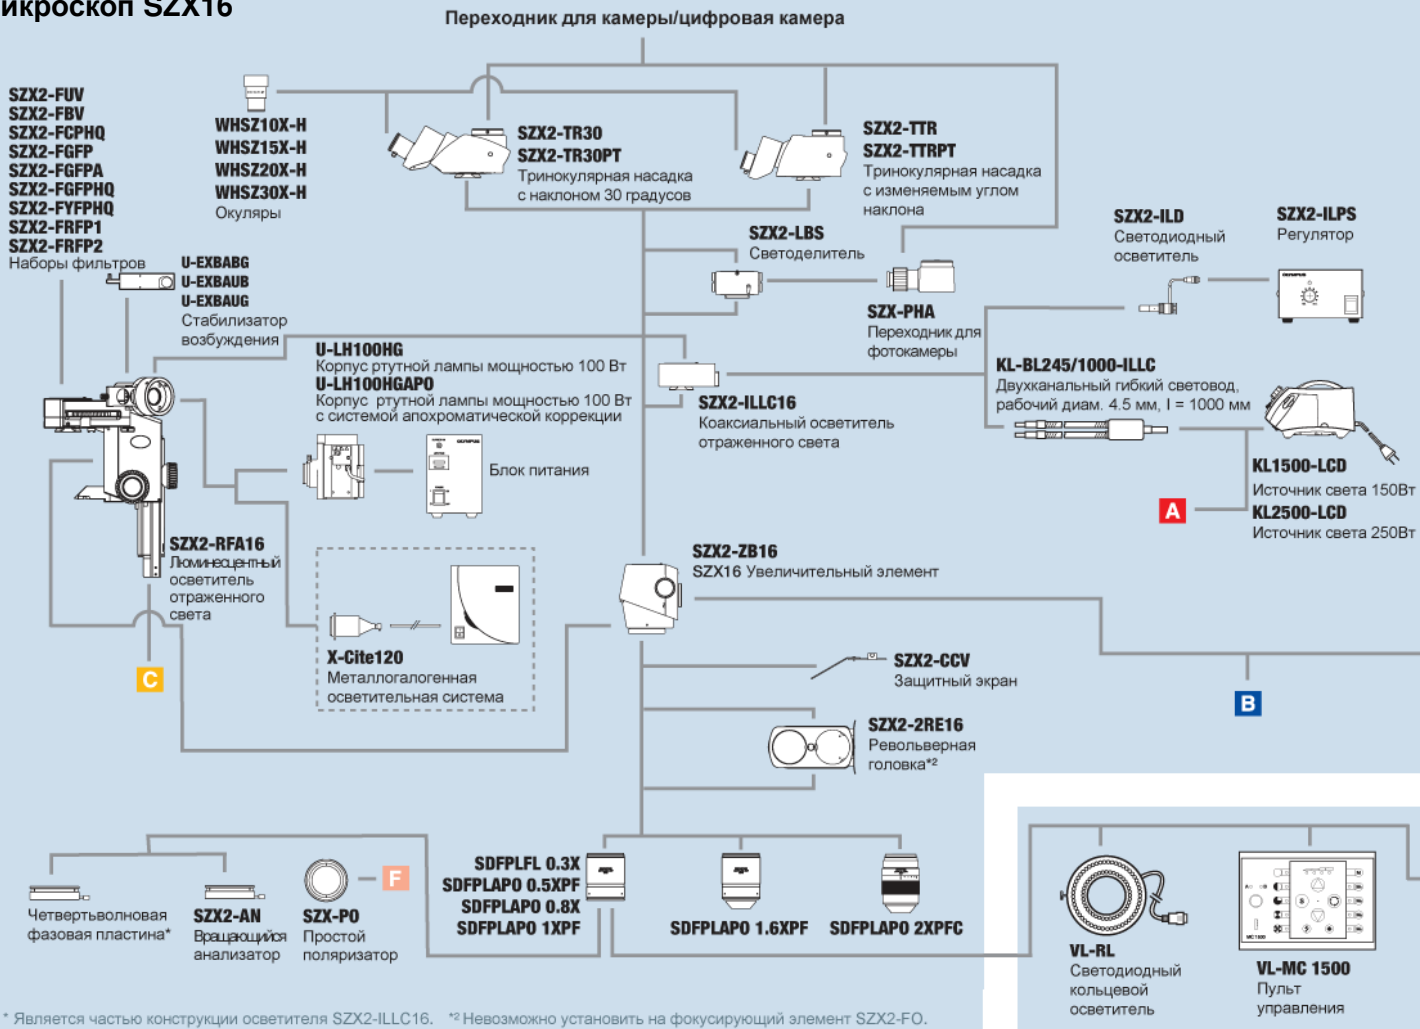 икроскоп SZX16
Переходник для камеры/цифровая камера
SZX2-FUV
SZX2-FBV
SZX2-FCPHQ
SZX2-FGFP
SZX2-FGFPA
SZX2-FGFPHQ
SZX2-FYFPHQ
SZX2-FRFP1
SZX2-FRFP2
Наборы фильтров
WHSZ10X-H
WHSZ15X-H
WHSZ20X-H
WHSZ30X-H
Окуляры
SZX2-TR30
SZX2-TR30PT
Тринокулярная насадка
с наклоном 30 градусов
SZX2-TTR
SZX2-TTRPT
Тринокулярная насадка
с изменяемым углом
наклона
U-EXBABG
U-EXBAUB
U-EXBAUG
Стабилизатор
возбуждения
SZX2-LBS
Светоделитель
SZX-PHA
Переходник для
фотокамеры
SZX2-ILD
Светодиодный
осветитель
SZX2-ILPS
Регулятор
OLYMPUS
U-LH100HG
Корпус ртутной лампы мощностью 100 Вт
U-LH100HGAPO
Корпус ртутной лампы мощностью 100 Вт
с системой апохроматической коррекции
OLYMPUS
Блок питания
SZX2-ILLC16
Коаксиальный осветитель
отраженного света
KL-BL245/1000-ILLC
Двухканальный гибкий световод,
рабочий диам. 4.5 мм, l = 1000 мм
KL1500-LCD
Источник света 150Вт
KL2500-LCD
Источник света 250Вт
A
SZX2-RFA16
Люминесцентный
осветитель
отраженного
света
C
X-Cite120
Металлогалогенная
осветительная система
SZX2-ZB16
SZX16 Увеличительный элемент
B
SZX2-CCV
Защитный экран
SZX2-2RE16
Револьверная
головка*²
Четвертьволновая
фазовая пластина*
SZX2-AN
Вращающийся
анализатор
SZX-PO
Простой
поляризатор
F
SDFPLFL 0.3X
SDFPLAPO 0.5XPF
SDFPLAPO 0.8X
SDFPLAPO 1XPF
SDFPLAPO 1.6XPF
SDFPLAPO 2XPFC
VL-RL
Светодиодный
кольцевой
осветитель
MC 1500
VL-MC 1500
Пульт
управления
* Является частью конструкции осветителя SZX2-ILLC16. *² Невозможно установить на фокусирующий элемент SZX2-FO.